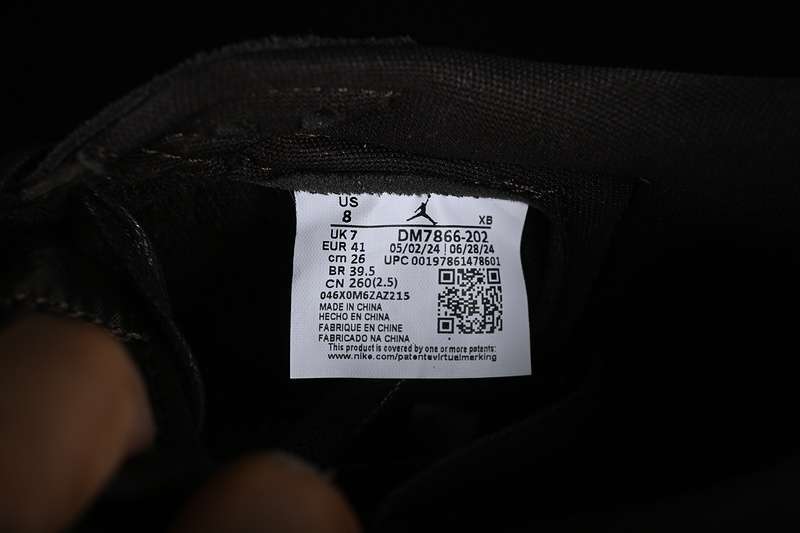 US
8
XB
UK 7
DM7866-202
EUR 41
05/02/24 06/28/24
cm 26
UPC 00197861478601
BR 39.5
CN 260(2.5)
046X0M6ZAZ215
MADE IN CHINA
HECHO EN CHINA
FABRIQUE EN CHINE
FABRICADO NA CHINA
This product is covered by one or more patents:
www.nike.com/patentsvirtualmarking